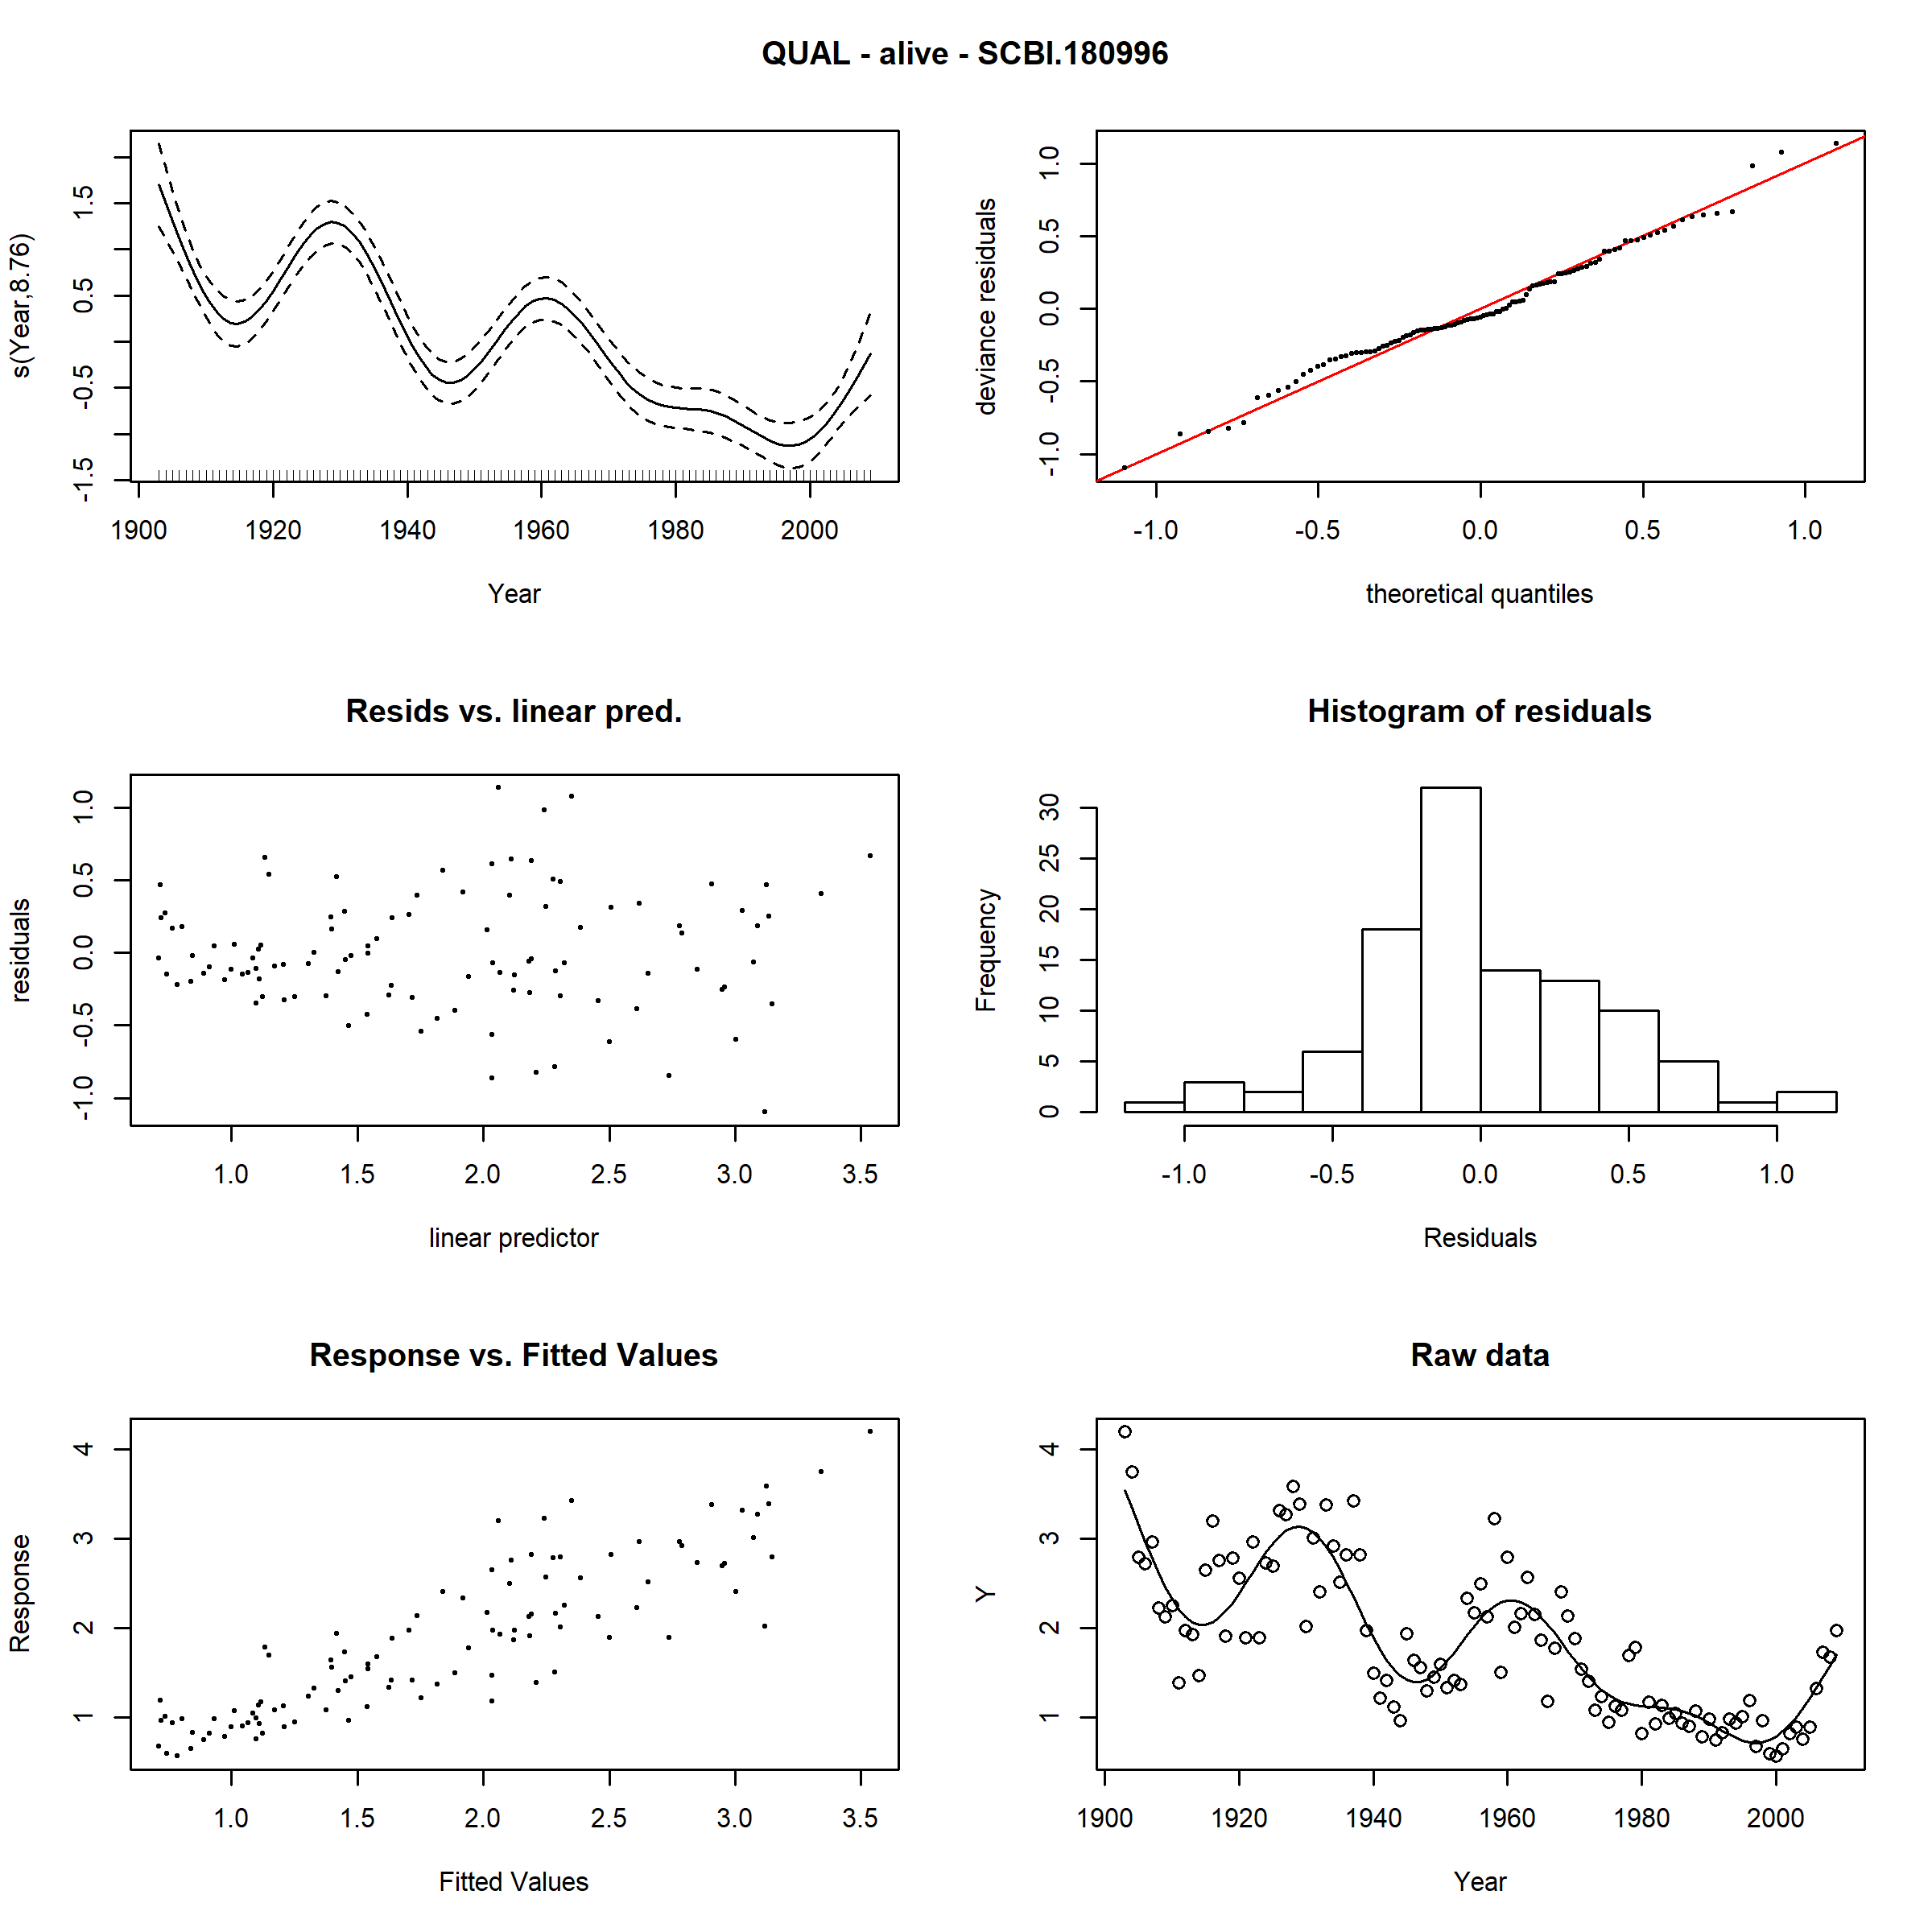 QUAL - alive - SCBI.180996
s(Year,8.76)
-1.5 -0.5 0.5 1.5
1900 1920 1940 1960 1980 2000
Year
deviance residuals
-1.0 -0.5 0.0 0.5 1.0
-1.0 -0.5 0.0 0.5 1.0
theoretical quantiles
Resids vs. linear pred.
residuals
-1.0 -0.5 0.0 0.5 1.0
1.0 1.5 2.0 2.5 3.0 3.5
linear predictor
Histogram of residuals
Frequency
0 5 10 15 20 25 30
-1.0 -0.5 0.0 0.5 1.0
Residuals
Response vs. Fitted Values
Response
1 2 3 4
1.0 1.5 2.0 2.5 3.0 3.5
Fitted Values
Raw data
Y
1 2 3 4
1900 1920 1940 1960 1980 2000
Year